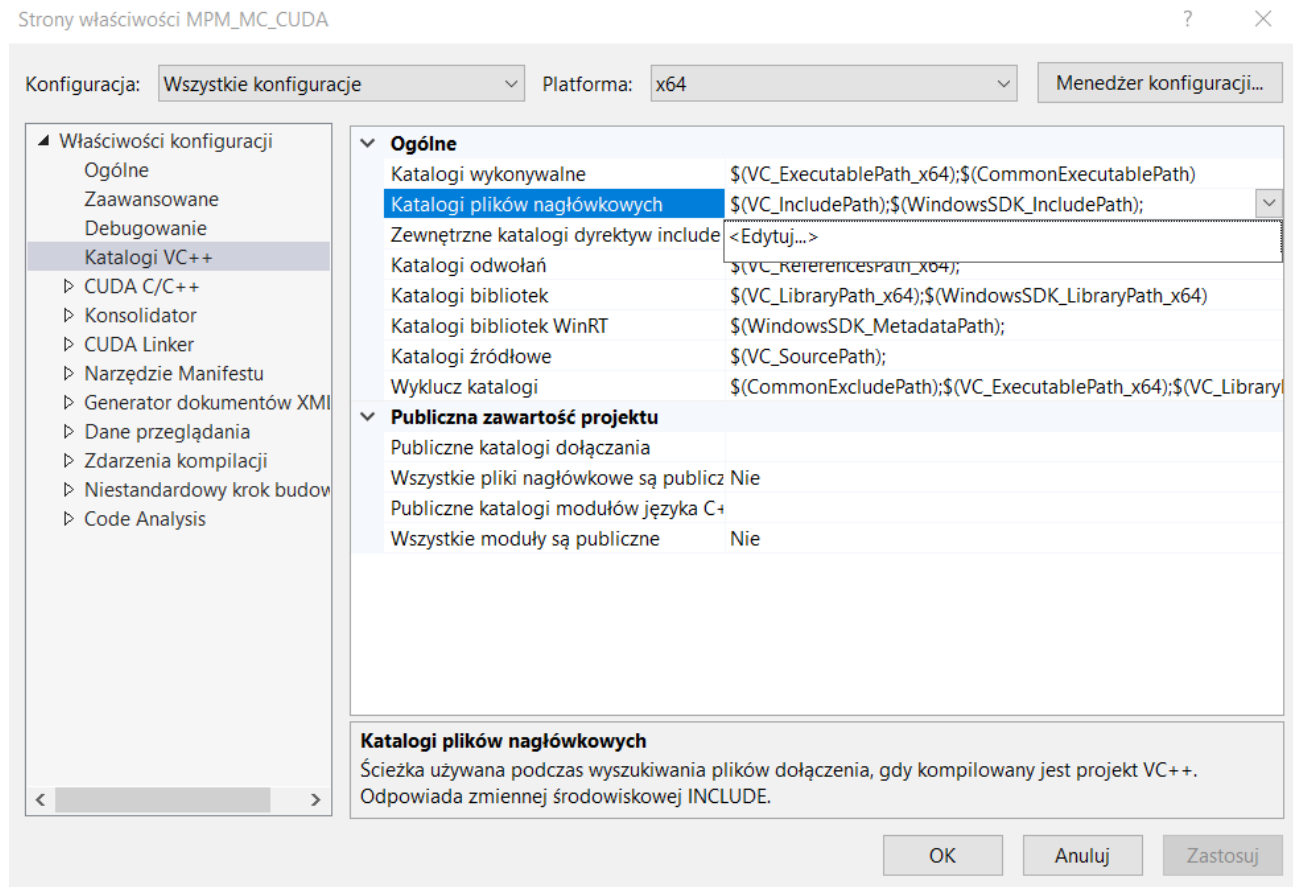 Strony właściwości MPM_MC_CUDA ?
Konfiguracja: Wszystkie konfiguracje Platforma: x64 Menedżer konfiguracji...
Właściwości konfiguracji
Ogólne
Zaawansowane
Debugowanie
Katalogi VC++
CUDA C/C++
Konsolidator
CUDA Linker
Narzędzie Manifestu
Generator dokumentów XML
Dane przeglądania
Zdarzenia kompilacji
Niestandardowy krok budow
Code Analysis
Ogólne
Katalogi wykonywalne $(VC_ExecutablePath_x64);$(CommonExecutablePath)
Katalogi plików nagłówkowych $(VC_IncludePath);$(WindowsSDK_IncludePath);
Zewnętrzne katalogi dyrektyw include <Edytuj...>
Katalogi odwołań $(VC_ReferencesPath_x64);
Katalogi bibliotek $(VC_LibraryPath_x64);$(WindowsSDK_LibraryPath_x64)
Katalogi bibliotek WinRT $(WindowsSDK_MetadataPath);
Katalogi źródłowe $(VC_SourcePath);
Wyklucz katalogi $(CommonExcludePath);$(VC_ExecutablePath_x64);$(VC_Library
Publiczna zawartość projektu
Publiczne katalogi dołączania
Wszystkie pliki nagłówkowe są publicz Nie
Publiczne katalogi modułów języka C+
Wszystkie moduły są publiczne Nie
Katalogi plików nagłówkowych
Ścieżka używana podczas wyszukiwania plików dołączenia, gdy kompilowany jest projekt VC++.
Odpowiada zmiennej środowiskowej INCLUDE.
OK Anuluj Zastosuj